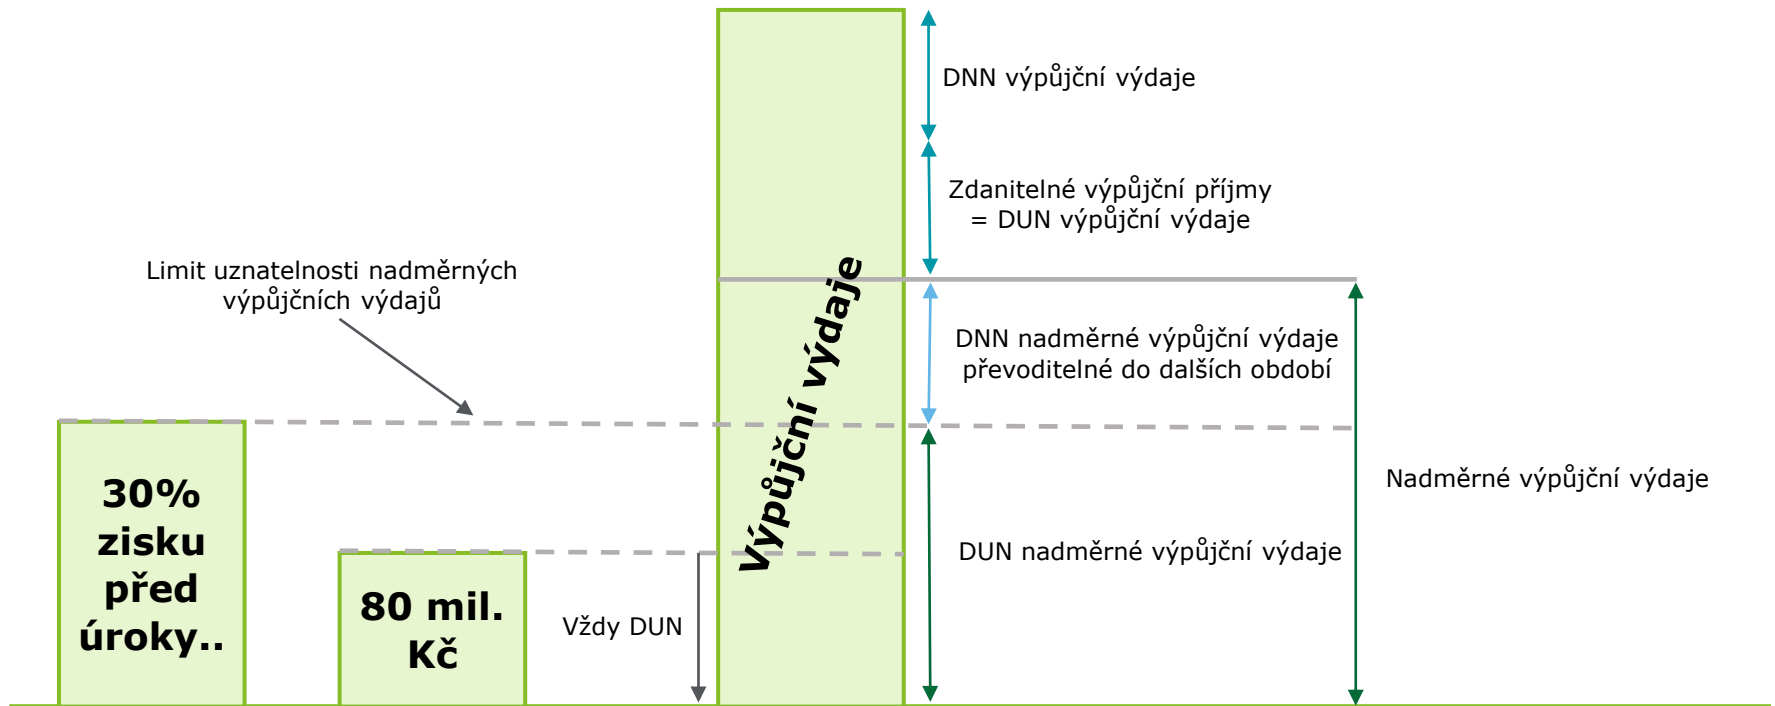 DNN výpůjční výdaje
Zdanitelné výpůjční příjmy
= DUN výpůjční výdaje
Limit uznatelnosti nadměrných
výpůjčních výdajů
Výpůjční výdaje
DNN nadměrné výpůjční výdaje
převoditelné do dalších období
Nadměrné výpůjční výdaje
30%
zisku
před
úroky..
DUN nadměrné výpůjční výdaje
80 mil.
Kč
Vždy DUN